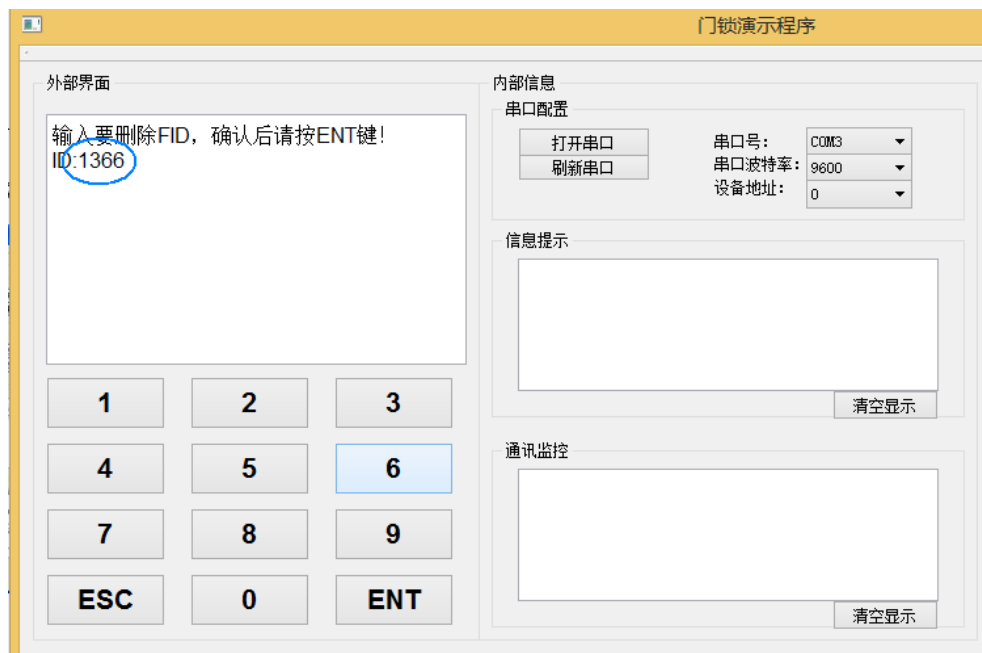 门锁演示程序
外部界面
输入要删除FID，确认后请按ENT键!
ID:1366
1 2 3
4 5 6
7 8 9
ESC 0 ENT
内部信息
串口配置
打开串口
刷新串口
串口号: COM3
串口波特率: 9600
设备地址: 0
信息提示
清空显示
通讯监控
清空显示